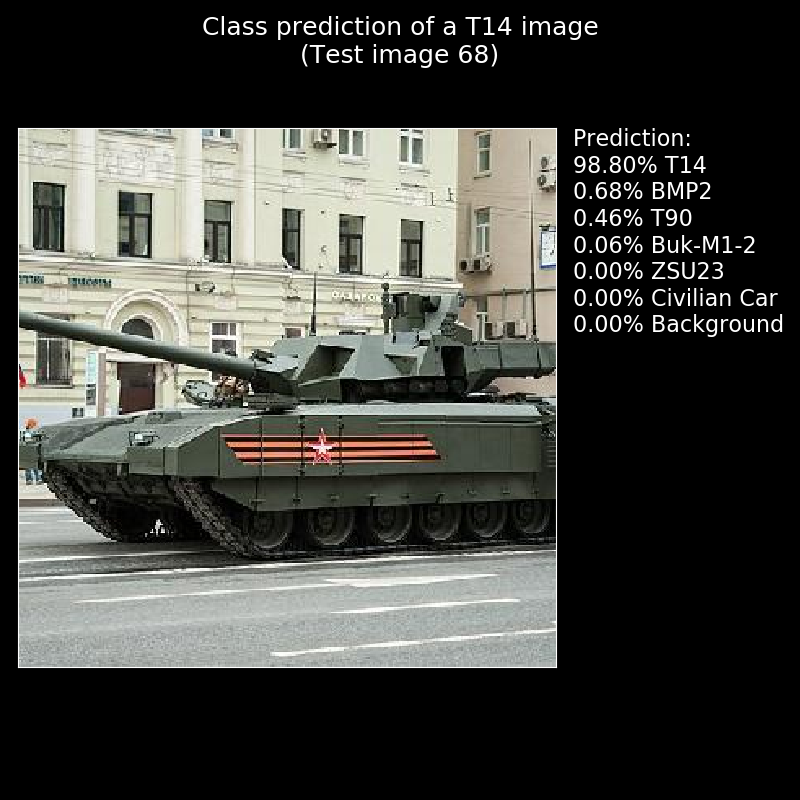 Class prediction of a T14 image
(Test image 68)
Prediction:
98.80% T14
0.68% BMP2
0.46% T90
0.06% Buk-M1-2
0.00% ZSU23
0.00% Civilian Car
0.00% Background